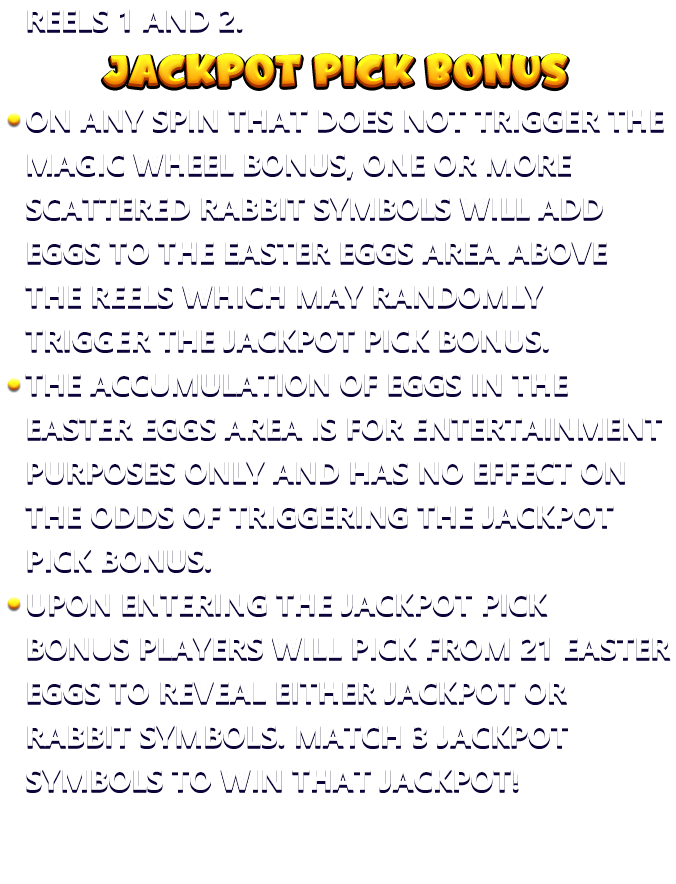 REELS 1 AND 2.
JACKPOT PICK BONUS
• ON ANY SPIN THAT DOES NOT TRIGGER THE
MAGIC WHEEL BONUS, ONE OR MORE
SCATTERED RABBIT SYMBOLS WILL ADD
EGGS TO THE EASTER EGGS AREA ABOVE
THE REELS WHICH MAY RANDOMLY
TRIGGER THE JACKPOT PICK BONUS.
• THE ACCUMULATION OF EGGS IN THE
EASTER EGGS AREA IS FOR ENTERTAINMENT
PURPOSES ONLY AND HAS NO EFFECT ON
THE ODDS OF TRIGGERING THE JACKPOT
PICK BONUS.
• UPON ENTERING THE JACKPOT PICK
BONUS PLAYERS WILL PICK FROM 21 EASTER
EGGS TO REVEAL EITHER JACKPOT OR
RABBIT SYMBOLS. MATCH 3 JACKPOT
SYMBOLS TO WIN THAT JACKPOT!